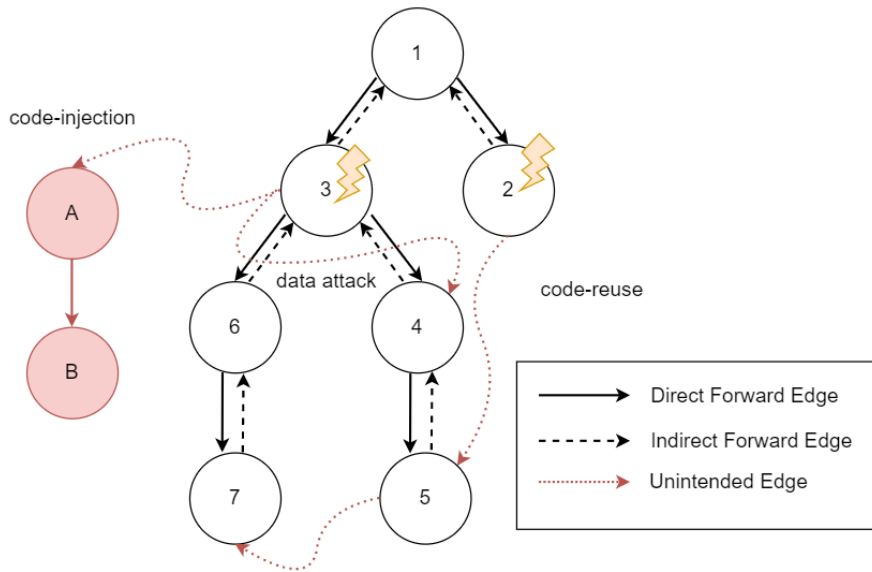 1
code-injection
3
2
A
data attack
code-reuse
6
4
B
Direct Forward Edge
Indirect Forward Edge
Unintended Edge
7
5